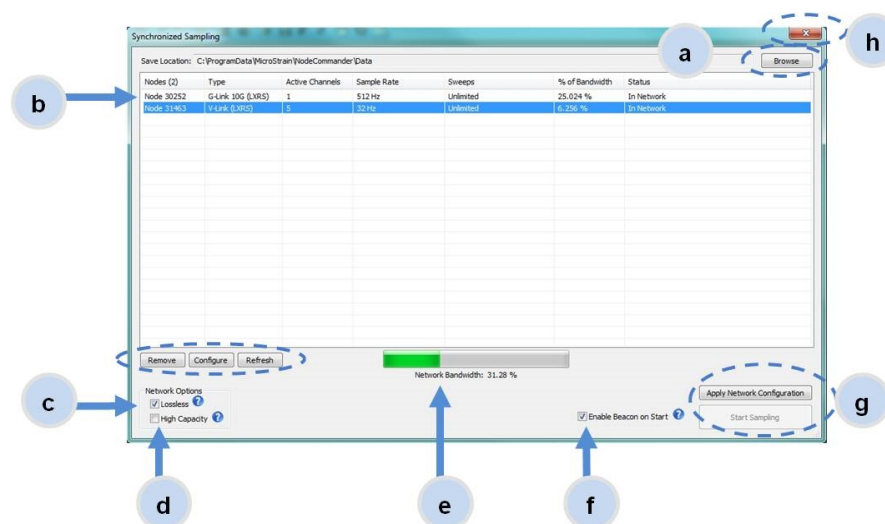 Synchronized Sampling
x
h
a
Save Location: C:\ProgramData\MicroStrain\NodeCommander\Data
Browse
Nodes (2) Type Active Channels Sample Rate Sweeps % of Bandwidth Status
b
Node 30252 G-Link 10G (LXRS) 1 512 Hz Unlimited 25.024 % In Network
Node 31463 V-Link (LXRS) 5 32 Hz Unlimited 6.256 % In Network
Remove Configure Refresh
Network Bandwidth: 31.28 %
Network Options
Apply Network Configuration
c
Lossless ?
g
High Capacity ?
Enable Beacon on Start ?
Start Sampling
d
e
f